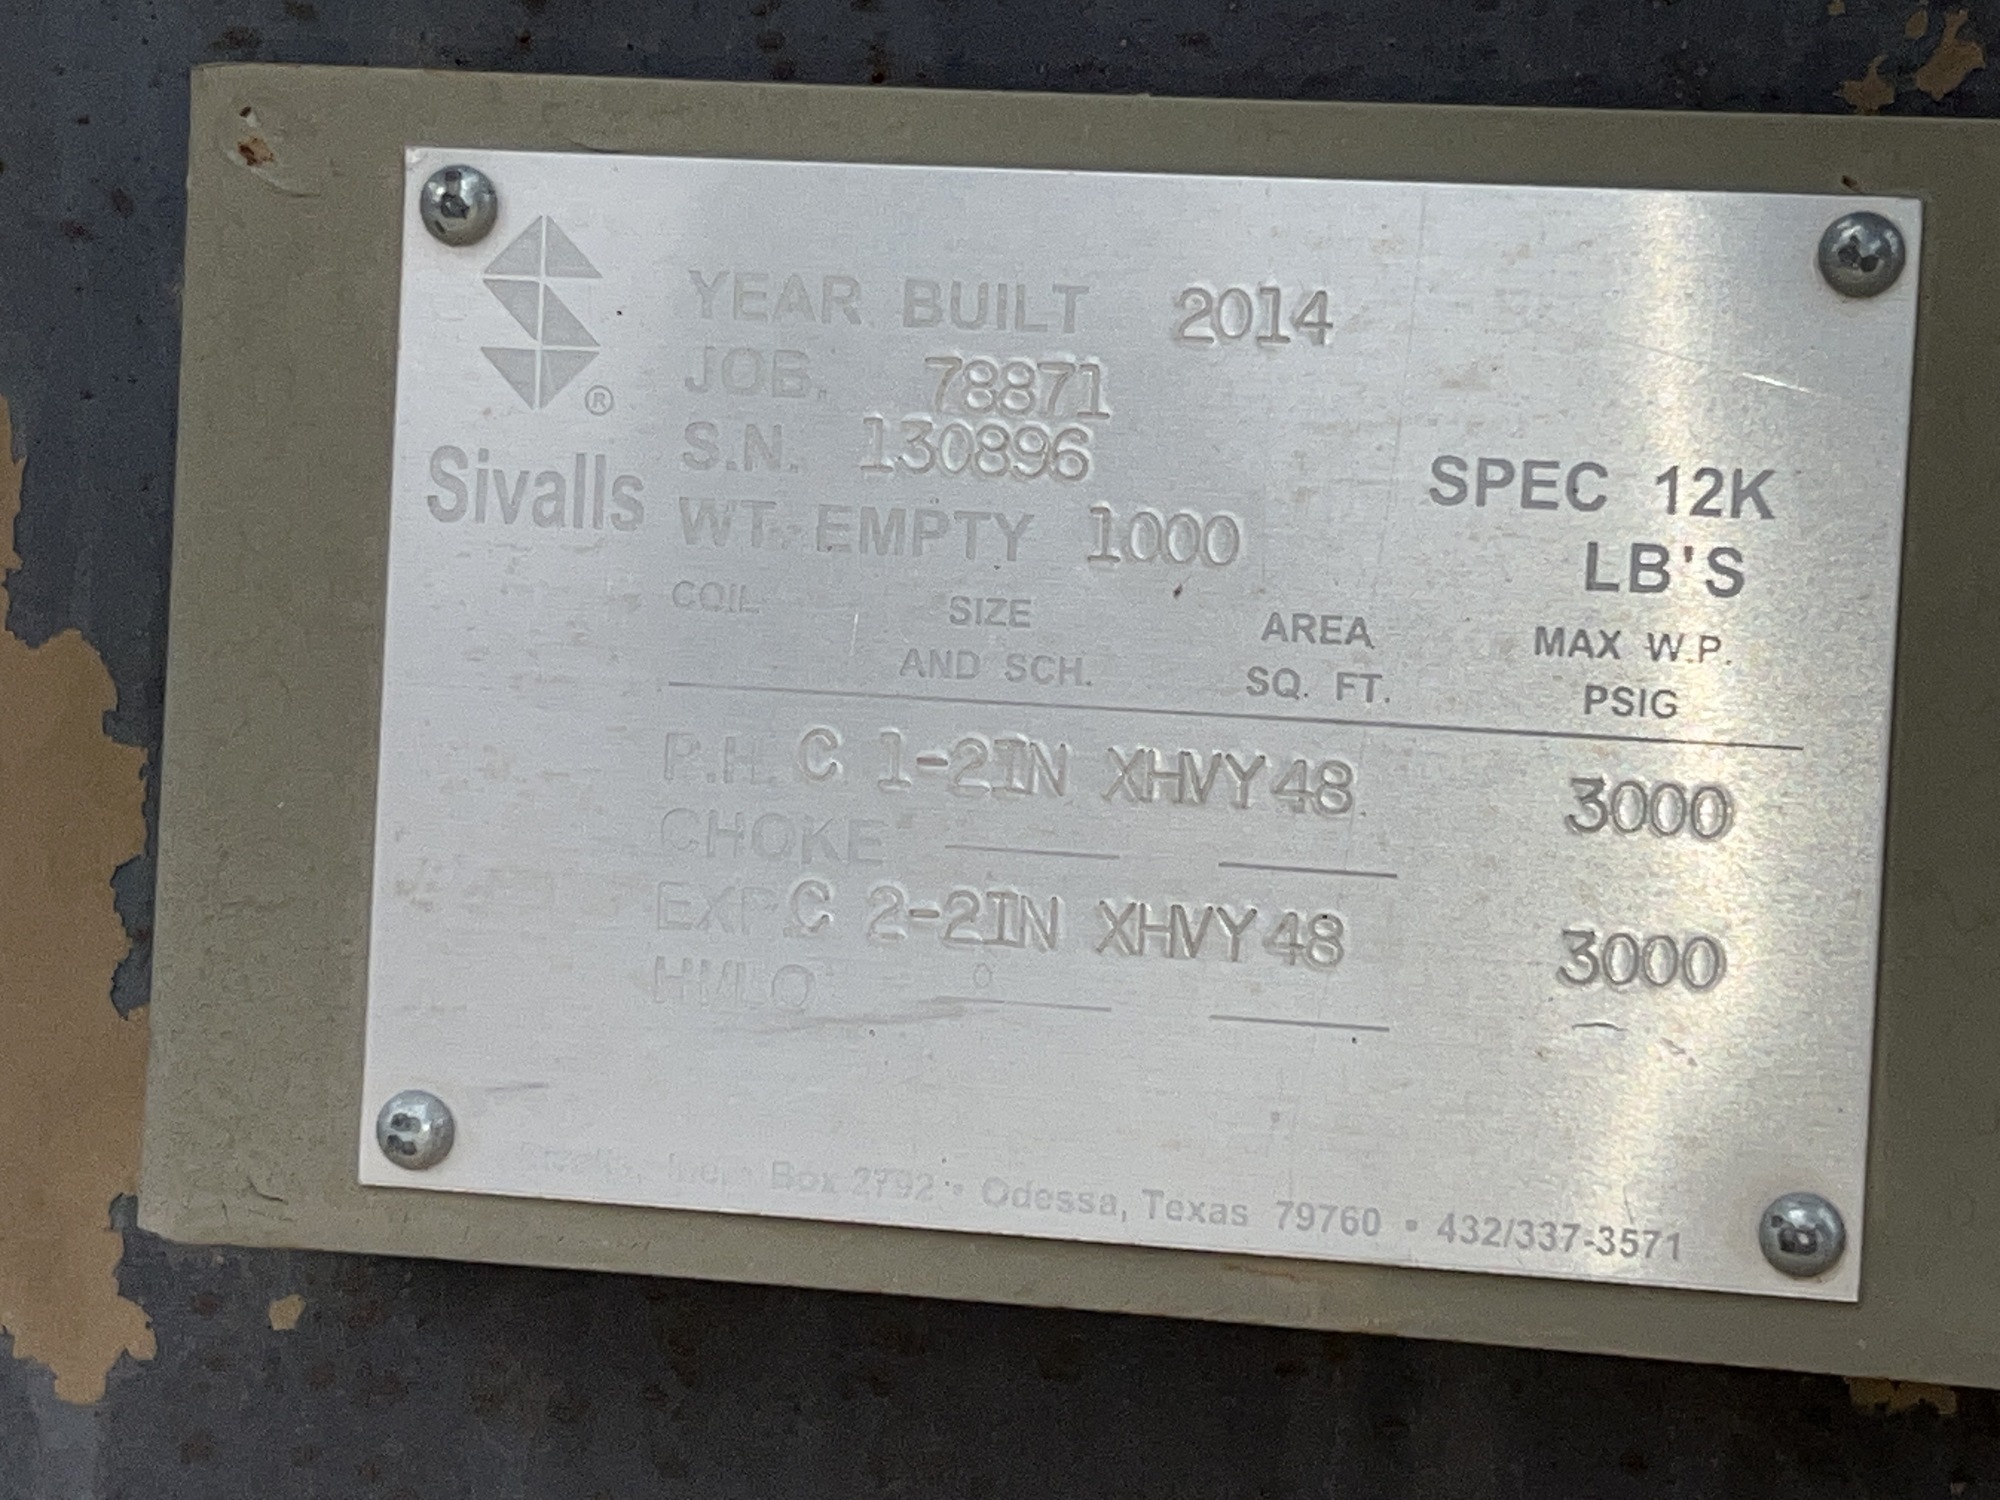 YEAR BUILT 2014
JOB. 78871
®
S.N. 130896
Sivalls
SPEC 12K
WT. EMPTY 1000
LB'S
COIL SIZE AREA MAX W.P.
AND SCH. SQ. FT. PSIG
P.H. C 1-2IN XHVY 48 3000
CHOKE
EXP. C 2-2IN XHVY 48 3000
Sivalls, Box 2792 • Odessa, Texas 79760 • 432/337-3571